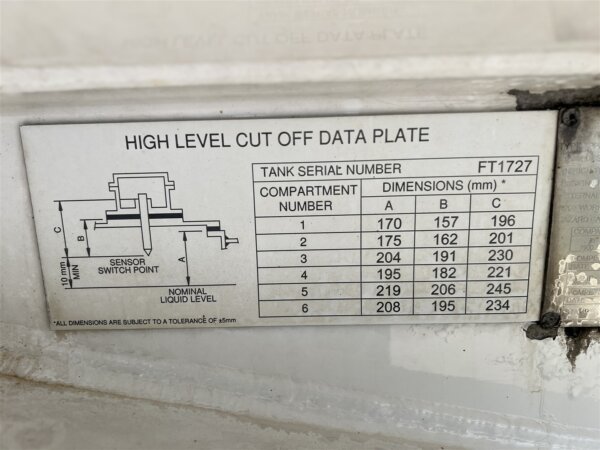 HIGH LEVEL CUT OFF DATA PLATE
TANK SERIAL NUMBER FT1727
COMPARTMENT NUMBER DIMENSIONS (mm) *
A B C
1 170 157 196
2 175 162 201
3 204 191 230
4 195 182 221
5 219 206 245
6 208 195 234
C
B
A
10 mm MIN
SENSOR
SWITCH POINT
NOMINAL
LIQUID LEVEL
*ALL DIMENSIONS ARE SUBJECT TO A TOLERANCE OF ±5mm